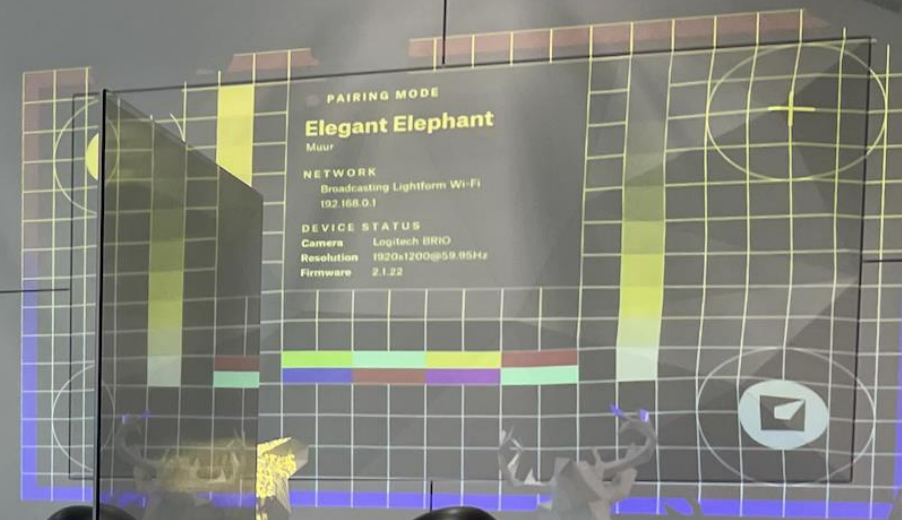 PAIRING MODE
Elegant Elephant
Muur
NETWORK
Broadcasting Lightform Wi-Fi
192.168.0.1
DEVICE STATUS
Camera Logitech BRIO
Resolution 1920x1200@59.95Hz
Firmware 2.1.22